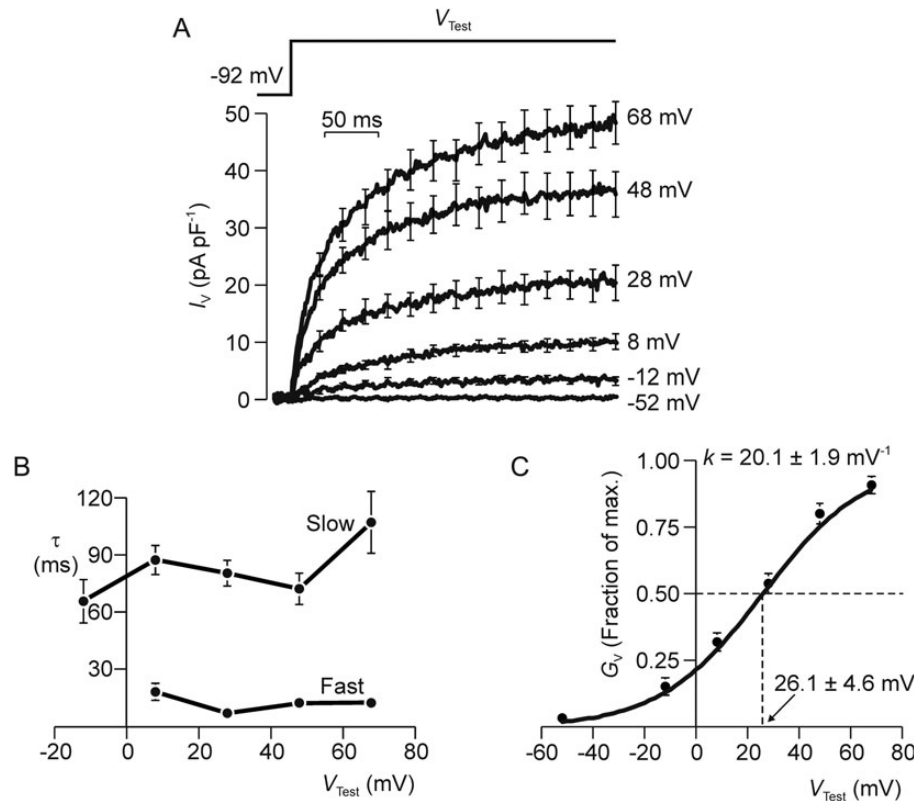 A
V_Test
-92 mV
50 ms
50
40
30
20
10
0
I_V (pA pF⁻¹)
68 mV
48 mV
28 mV
8 mV
-12 mV
-52 mV
B
120
90
60
30
τ
(ms)
Slow
Fast
-20 0 20 40 60 80
V_Test (mV)
C
k = 20.1 ± 1.9 mV⁻¹
1.00
0.75
0.50
0.25
G_V (Fraction of max.)
26.1 ± 4.6 mV
-60 -40 -20 0 20 40 60 80
V_Test (mV)